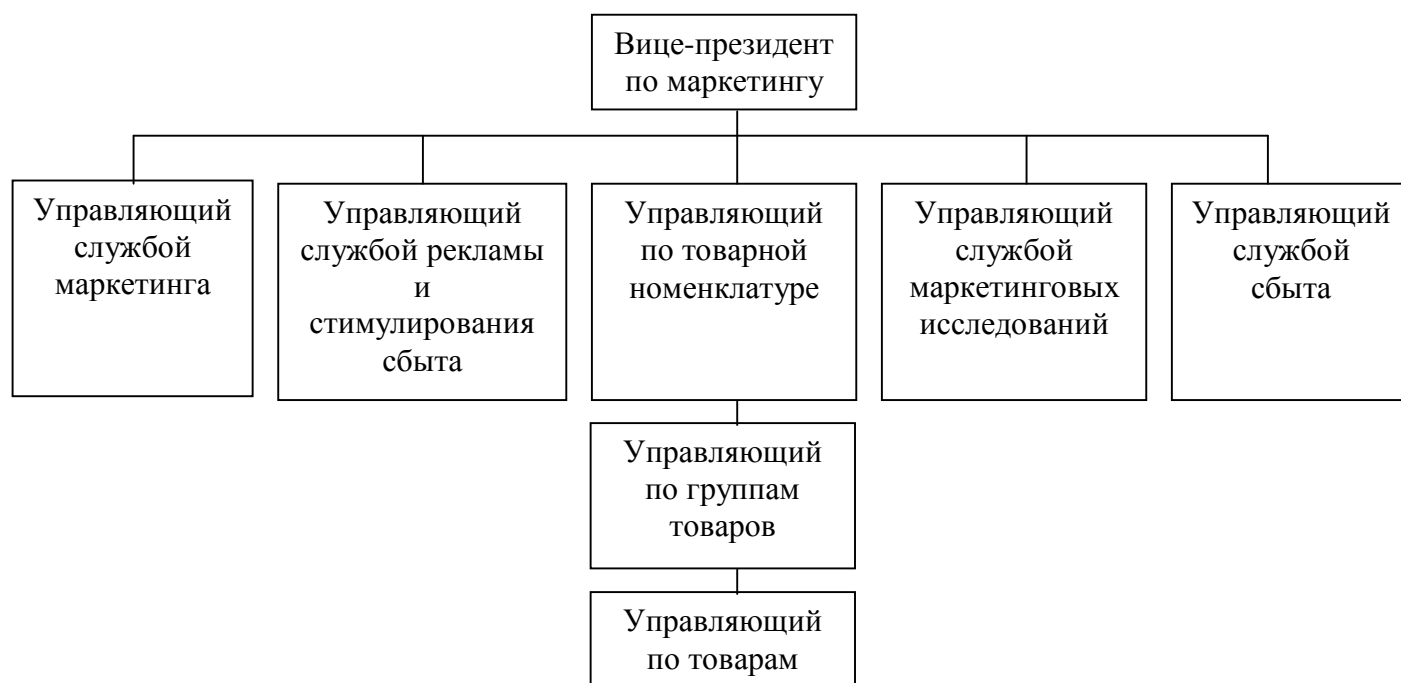 Вице-президент
по маркетингу
Управляющий
службой
маркетинга
Управляющий
службой рекламы
и
стимулирования
сбыта
Управляющий
по товарной
номенклатуре
Управляющий
службой
маркетинговых
исследований
Управляющий
службой
сбыта
Управляющий
по группам
товаров
Управляющий
по товарам